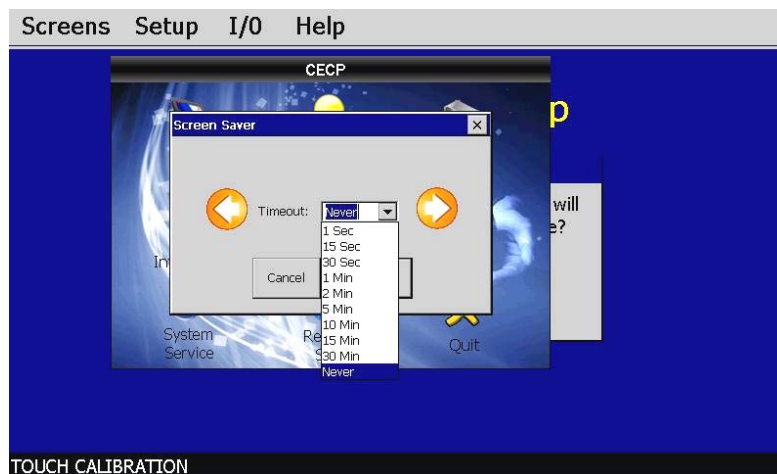 Screens Setup I/0 Help
CECP
p
Screen Saver
will
e?
Timeout: Never
1 Sec
15 Sec
30 Sec
1 Min
2 Min
5 Min
10 Min
15 Min
30 Min
Never
In
Cancel
System
Service
Re
S
Quit
TOUCH CALIBRATION